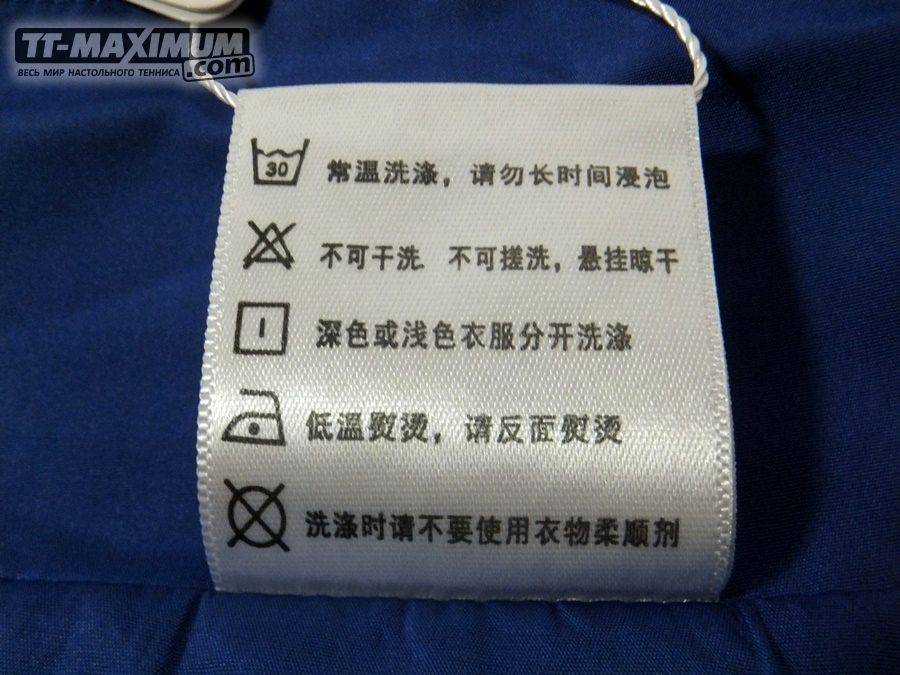 TT-MAXIMUM
.com
ВЕСЬ МИР НАСТОЛЬНОГО ТЕННИСА
30 常温洗涤，请勿长时间浸泡
不可干洗 不可搓洗，悬挂晾干
深色或浅色衣服分开洗涤
低温熨烫，请反面熨烫
洗涤时请不要使用衣物柔顺剂